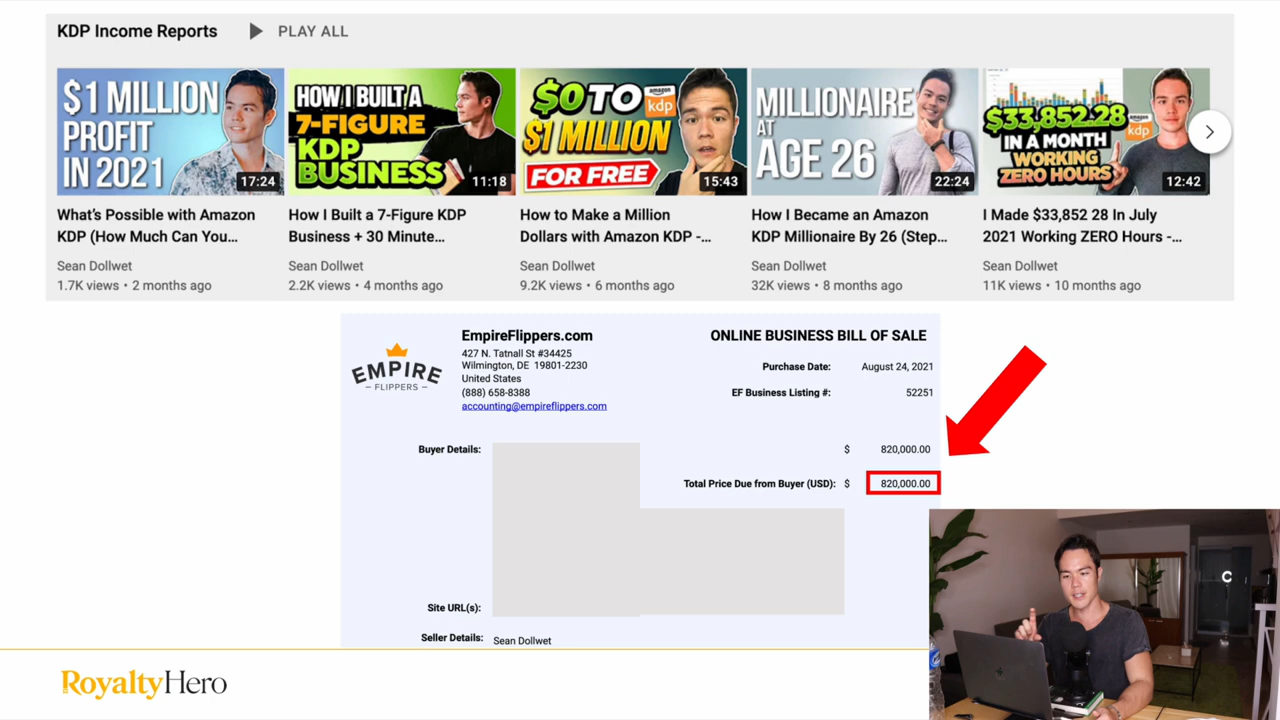 KDP Income Reports PLAY ALL
$1 MILLION
PROFIT
IN 2021
17:24
HOW I BUILT A
7-FIGURE
KDP
BUSINESS
11:18
$0 TO
amazon
kdp
$1 MILLION
FOR FREE
15:43
MILLIONAIRE
AT
AGE 26
22:24
$33,852.28
amazon
kdp
IN A MONTH
WORKING
ZERO HOURS
12:42
What's Possible with Amazon
KDP (How Much Can You...
Sean Dollwet
1.7K views • 2 months ago
How I Built a 7-Figure KDP
Business + 30 Minute...
Sean Dollwet
2.2K views • 4 months ago
How to Make a Million
Dollars with Amazon KDP -...
Sean Dollwet
9.2K views • 6 months ago
How I Became an Amazon
KDP Millionaire By 26 (Step...
Sean Dollwet
32K views • 8 months ago
I Made $33,852 28 In July
2021 Working ZERO Hours -...
Sean Dollwet
11K views • 10 months ago
EMPIRE
– FLIPPERS –
EmpireFlippers.com
427 N. Tatnall St #34425
Wilmington, DE 19801-2230
United States
(888) 658-8388
accounting@empireflippers.com
ONLINE BUSINESS BILL OF SALE
Purchase Date: August 24, 2021
EF Business Listing #: 52251
Buyer Details: $ 820,000.00
Total Price Due from Buyer (USD): $ 820,000.00
Site URL(s):
Seller Details: Sean Dollwet
RoyaltyHero